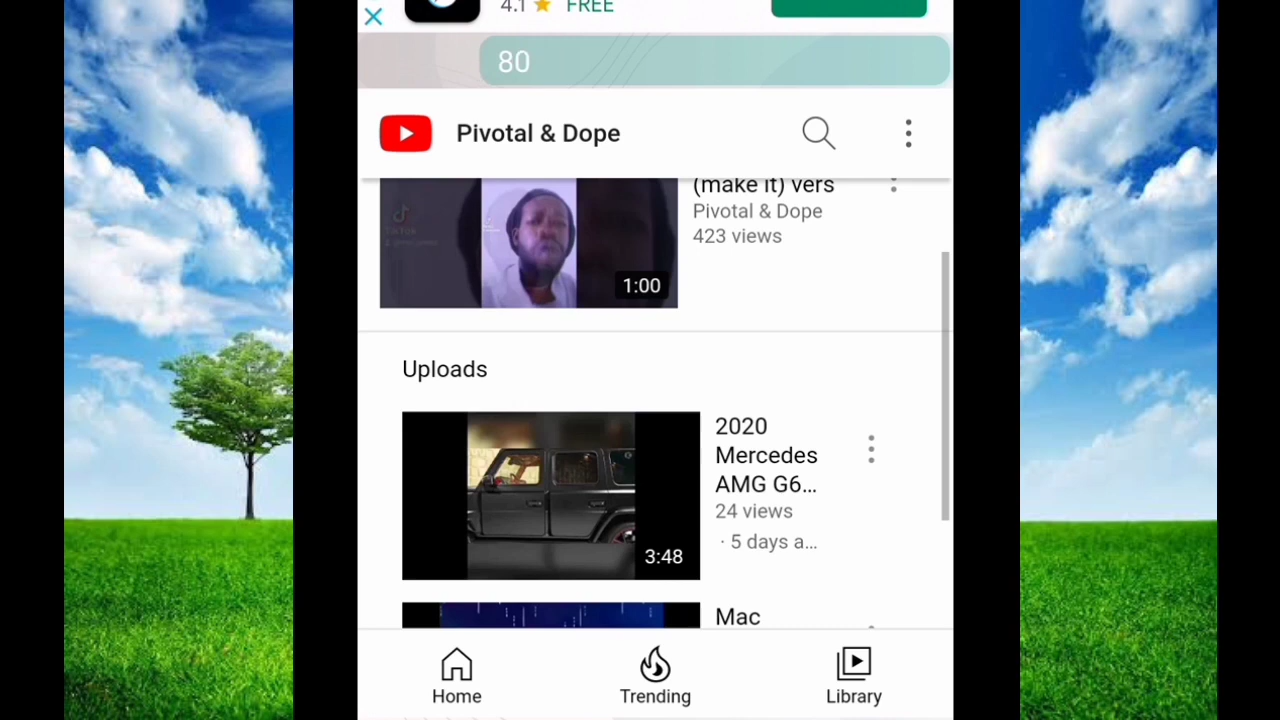 4.1 FREE
80
Pivotal & Dope
(make it) vers
Pivotal & Dope
423 views
1:00
Uploads
2020
Mercedes
AMG G6...
24 views
· 5 days a...
3:48
Mac
Home
Trending
Library